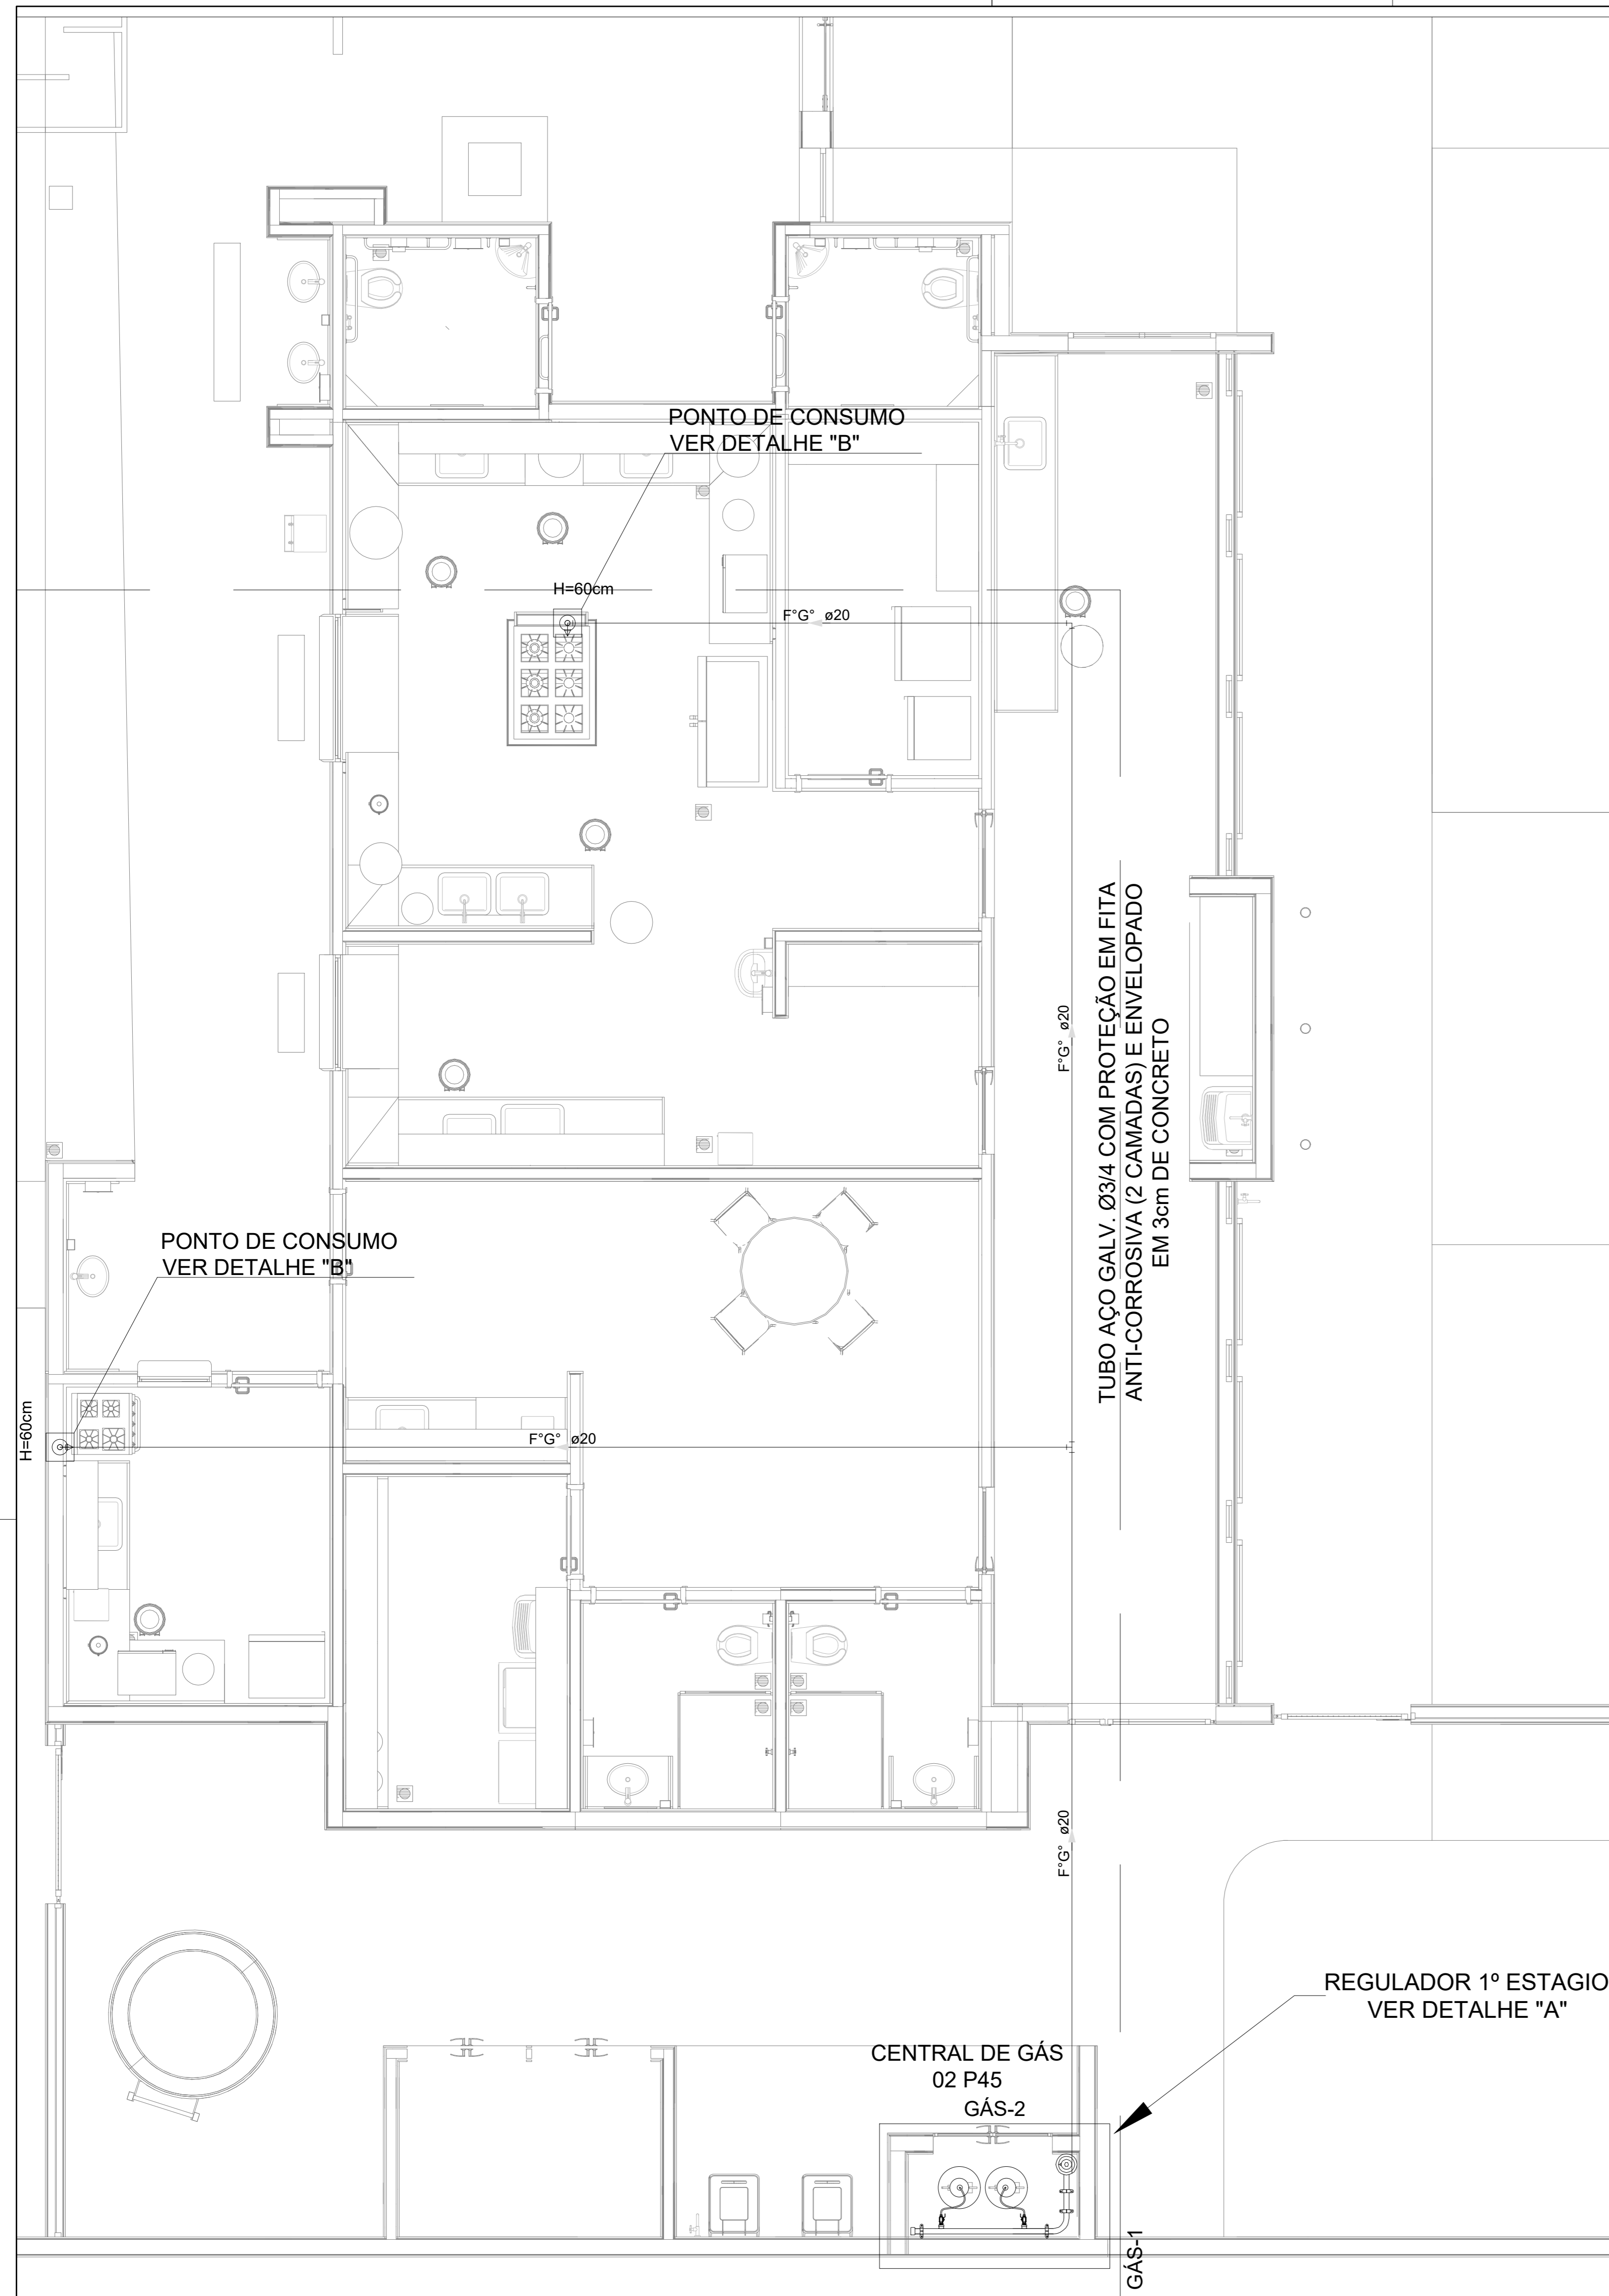 PONTO DE CONSUMO
VER DETALHE "B"
H=60cm
F°G° ø20
TUBO AÇO GALV. Ø3/4 COM PROTEÇÃO EM FITA
ANTI-CORROSIVA (2 CAMADAS) E ENVELOPADO
EM 3cm DE CONCRETO
F°G° ø20
PONTO DE CONSUMO
VER DETALHE "B"
H=60cm
F°G° ø20
F°G° ø20
REGULADOR 1º ESTAGIO
VER DETALHE "A"
CENTRAL DE GÁS
02 P45
GÁS-2
GÁS-1